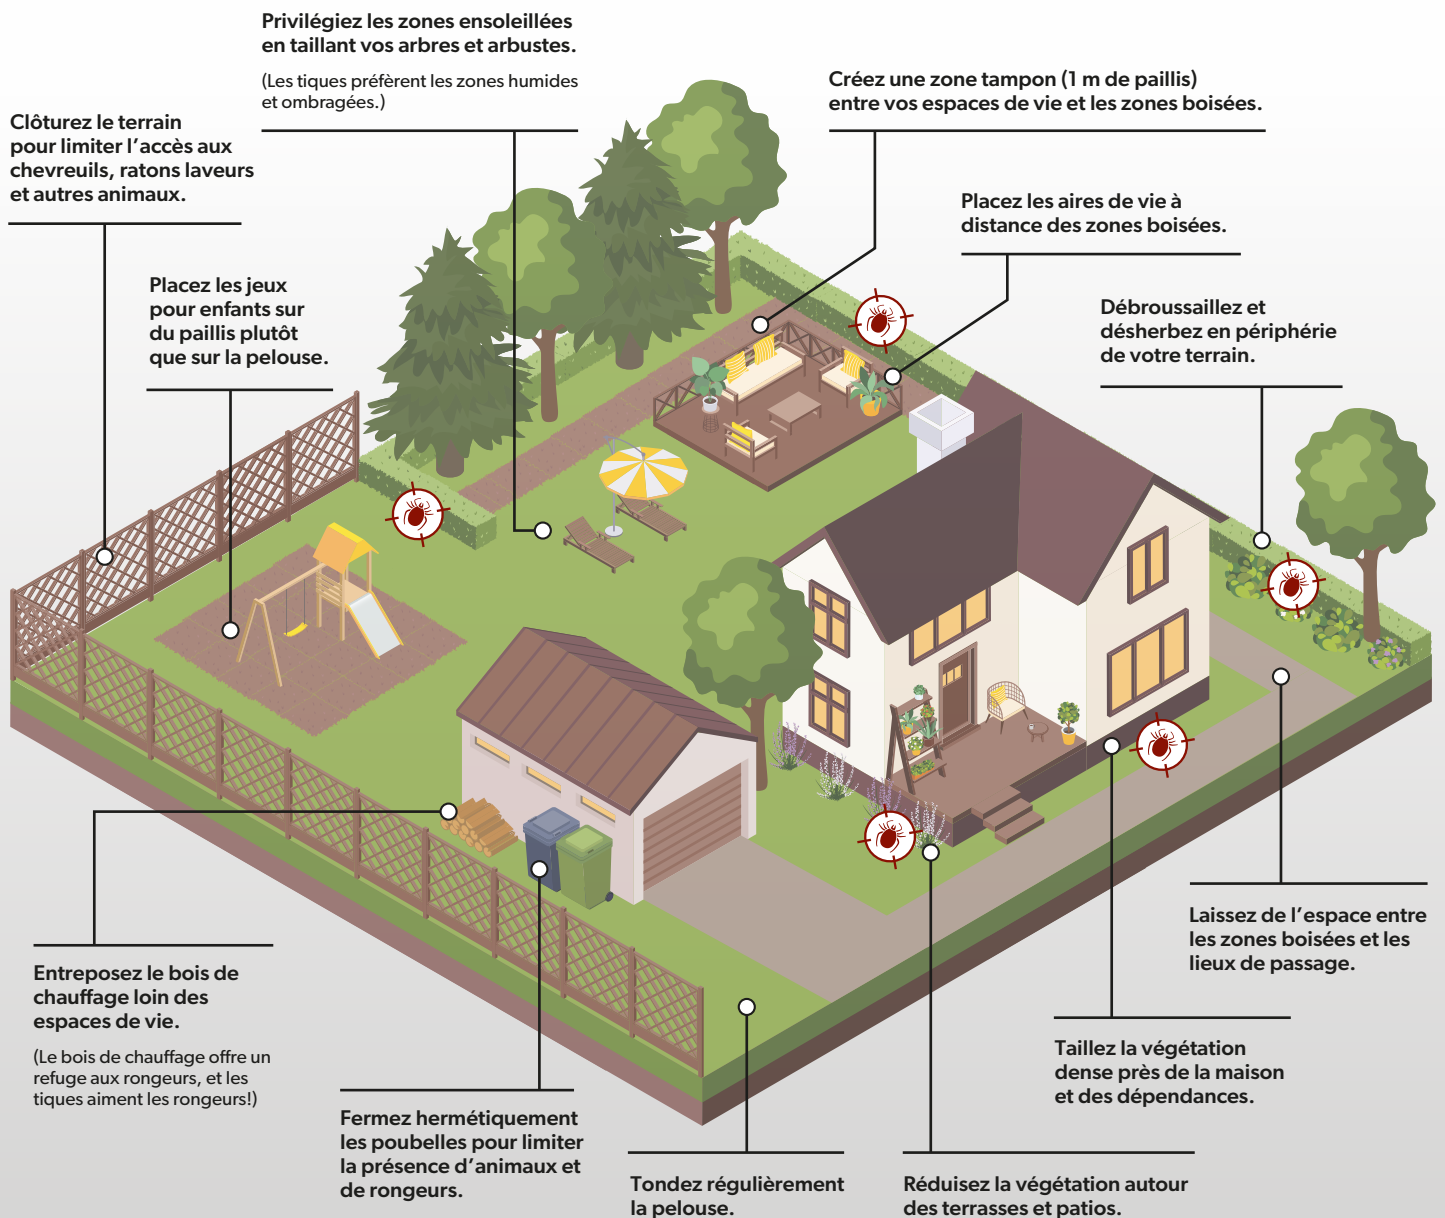 Privilégiez les zones ensoleillées
en taillant vos arbres et arbustes.
(Les tiques préfèrent les zones humides
et ombragées.)
Créez une zone tampon (1 m de paillis)
entre vos espaces de vie et les zones boisées.
Clôturez le terrain
pour limiter l’accès aux
chevreuils, ratons laveurs
et autres animaux.
Placez les aires de vie à
distance des zones boisées.
Placez les jeux
pour enfants sur
du paillis plutôt
que sur la pelouse.
Débroussaillez et
désherbez en périphérie
de votre terrain.
Laissez de l’espace entre
les zones boisées et les
lieux de passage.
Entreposez le bois de
chauffage loin des
espaces de vie.
(Le bois de chauffage offre un
refuge aux rongeurs, et les
tiques aiment les rongeurs!)
Taillez la végétation
dense près de la maison
et des dépendances.
Fermez hermétiquement
les poubelles pour limiter
la présence d’animaux et
de rongeurs.
Tondez régulièrement
la pelouse.
Réduisez la végétation autour
des terrasses et patios.